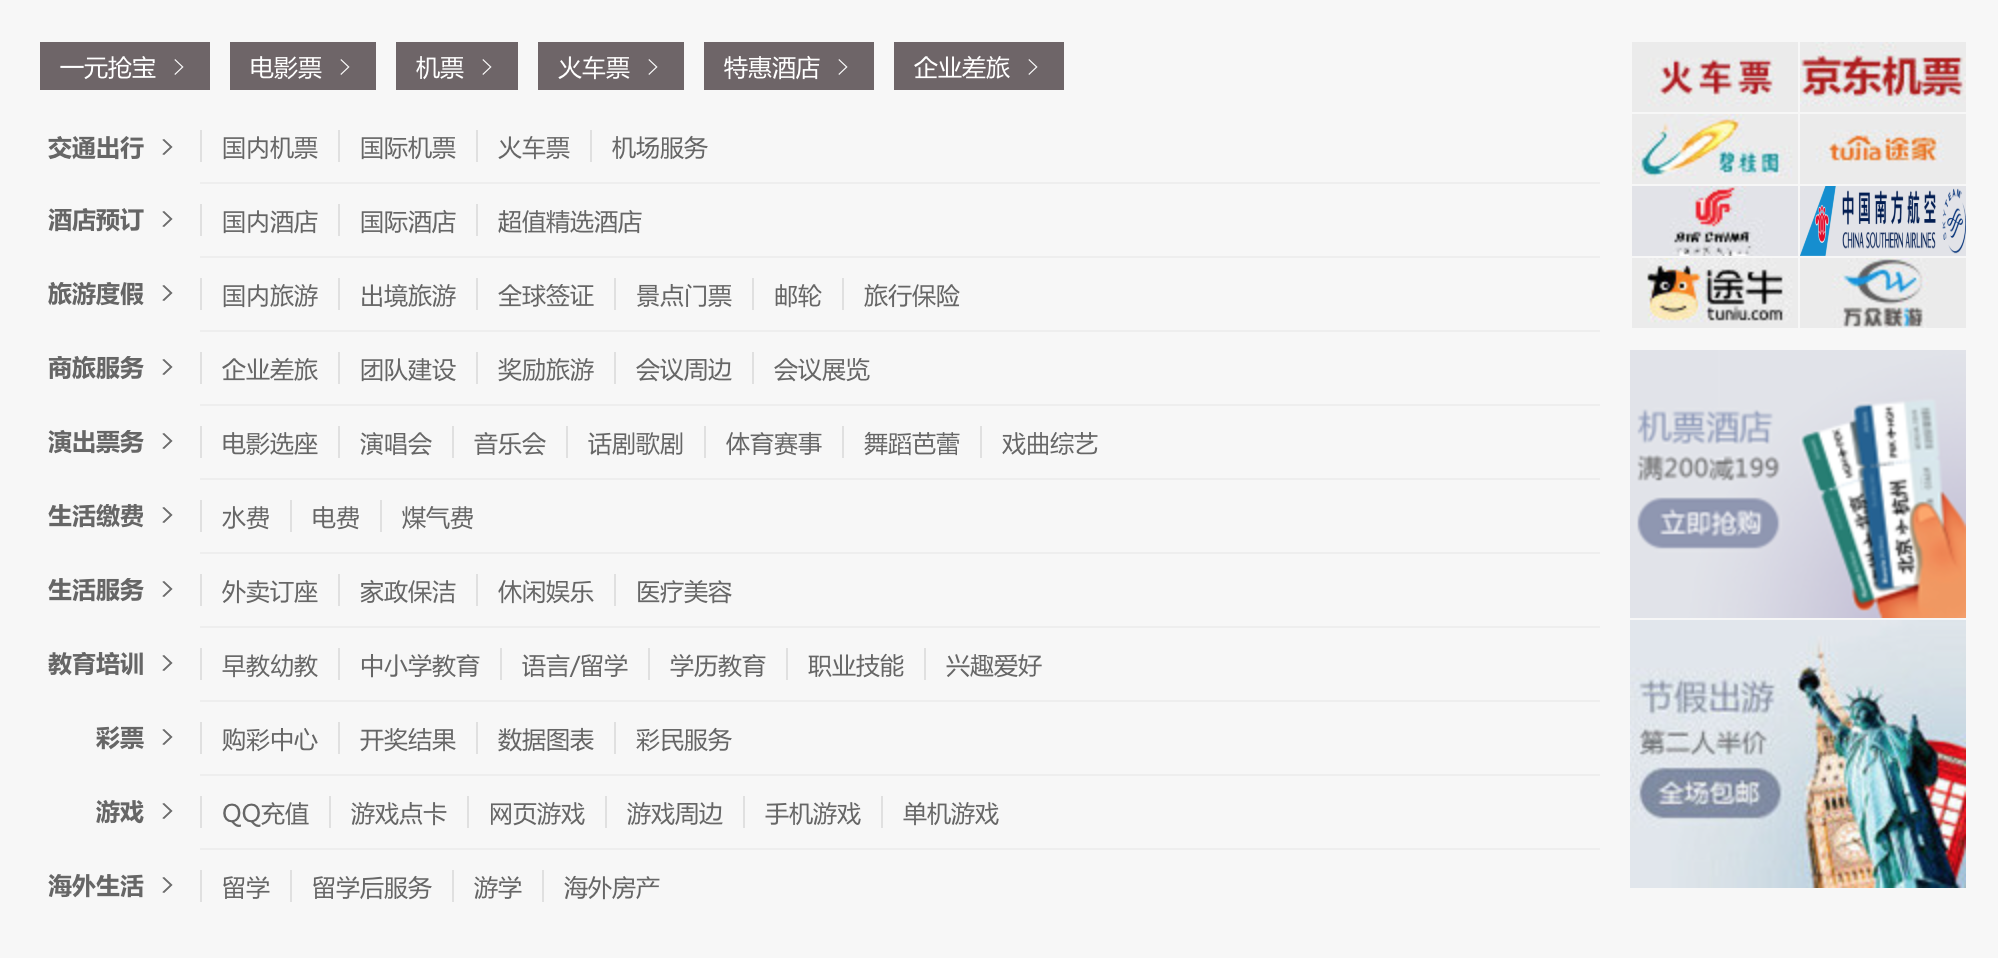 一元抢宝 电影票 机票 火车票 特惠酒店 企业差旅
交通出行 国内机票 国际机票 火车票 机场服务
酒店预订 国内酒店 国际酒店 超值精选酒店
旅游度假 国内旅游 出境旅游 全球签证 景点门票 邮轮 旅行保险
商旅服务 企业差旅 团队建设 奖励旅游 会议周边 会议展览
演出票务 电影选座 演唱会 音乐会 话剧歌剧 体育赛事 舞蹈芭蕾 戏曲综艺
生活缴费 水费 电费 煤气费
生活服务 外卖订座 家政保洁 休闲娱乐 医疗美容
教育培训 早教幼教 中小学教育 语言/留学 学历教育 职业技能 兴趣爱好
彩票 购彩中心 开奖结果 数据图表 彩民服务
游戏 QQ充值 游戏点卡 网页游戏 游戏周边 手机游戏 单机游戏
海外生活 留学 留学后服务 游学 海外房产
火车票 京东机票
碧桂园 tujia途家
AIR CHINA 中国南方航空
CHINA SOUTHERN AIRLINES
途牛
tuniu.com 万众联游
机票酒店
满200减199
立即抢购
北京 杭州
节假出游
第二人半价
全场包邮